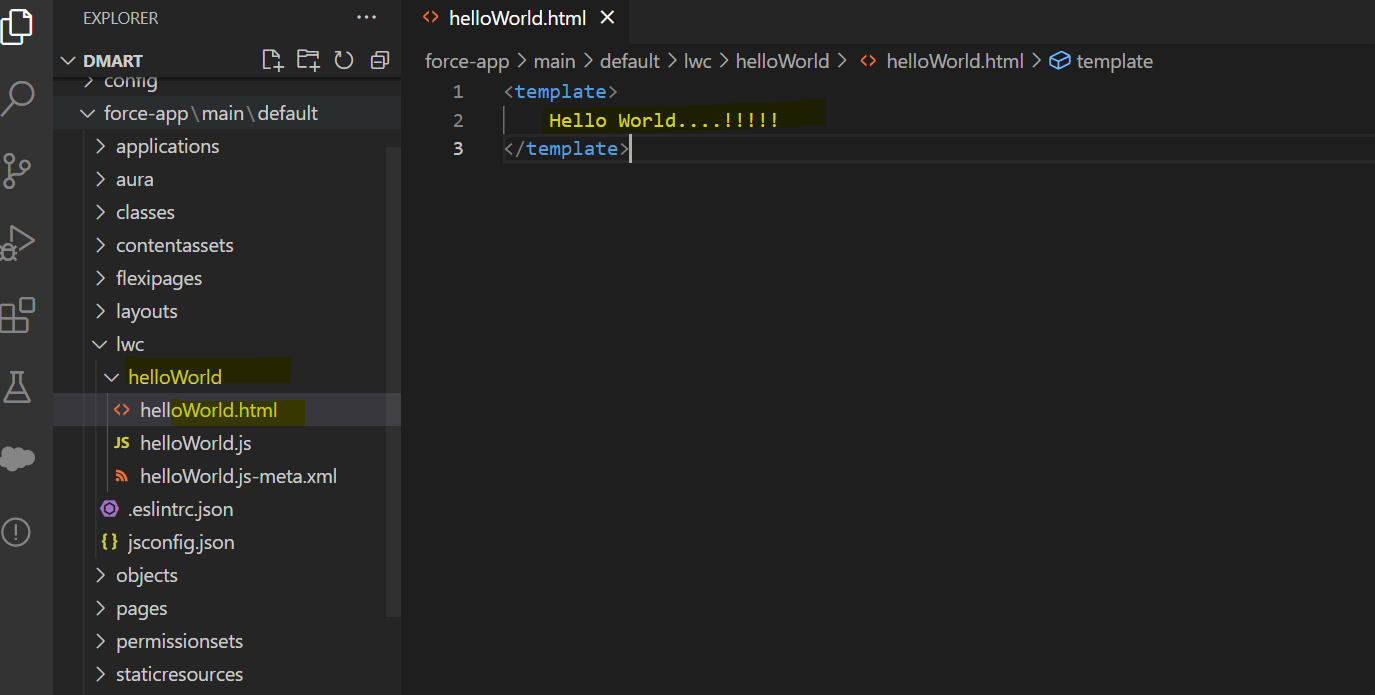 EXPLORER
DMART
config
force-app\main\default
applications
aura
classes
contentassets
flexipages
layouts
lwc
helloWorld
helloWorld.html
JS helloWorld.js
helloWorld.js-meta.xml
.eslintrc.json
{} jsconfig.json
objects
pages
permissionsets
staticresources
helloWorld.html
force-app > main > default > lwc > helloWorld > helloWorld.html > template
1 <template>
2 Hello World....!!!!!
3 </template>